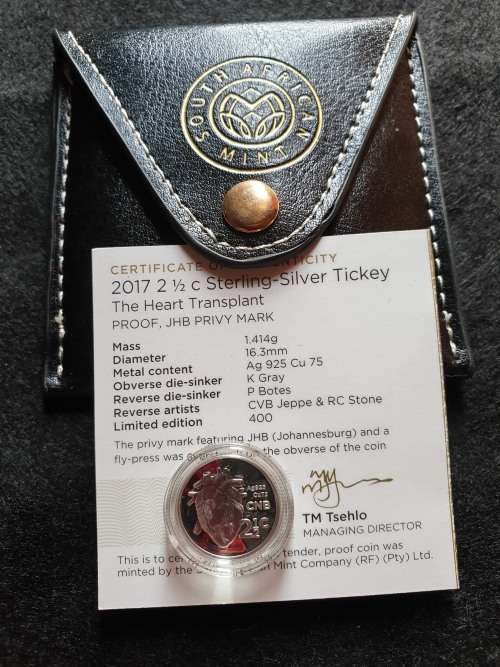 SOUTH AFRICAN MINT
CERTIFICATE OF ENTICITY
2017 2 ½ c Sterling-Silver Tickey
The Heart Transplant
PROOF, JHB PRIVY MARK
Mass 1.414g
Diameter 16.3mm
Metal content Ag 925 Cu 75
Obverse die-sinker K Gray
Reverse die-sinker P Botes
Reverse artists CVB Jeppe & RC Stone
Limited edition 400
The privy mark featuring JHB (Johannesburg) and a
fly-press was the obverse of the coin
Ag925
Cu75
CNB
2½C
TM Tsehlo
MANAGING DIRECTOR
This is to tender, proof coin was
minted by the Mint Company (RF) (Pty) Ltd.